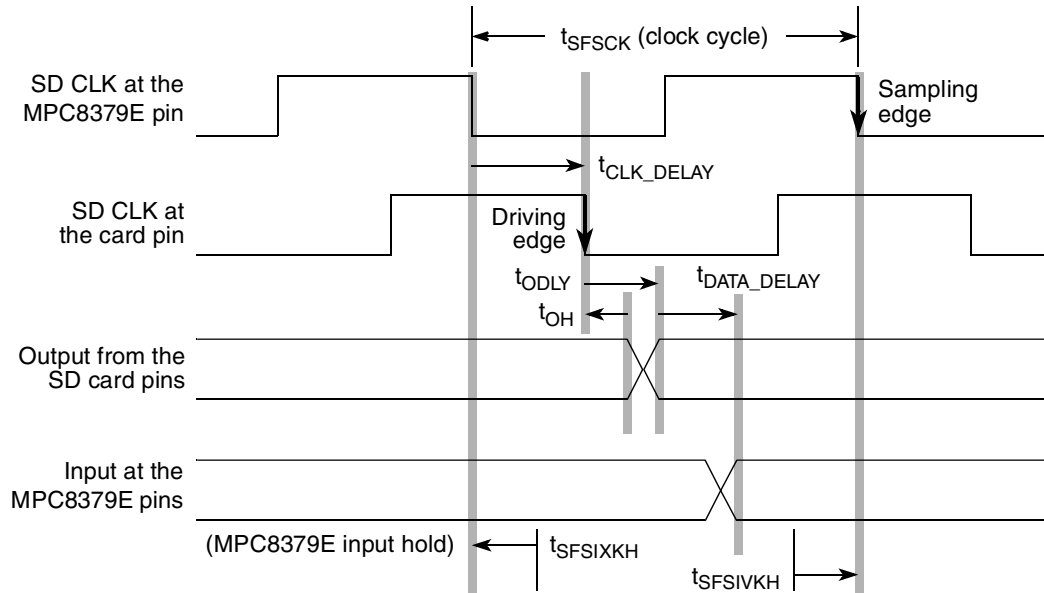 tSFSCK (clock cycle)
SD CLK at the
MPC8379E pin
Sampling
edge
tCLK_DELAY
SD CLK at
the card pin
Driving
edge
tODLY
tDATA_DELAY
tOH
Output from the
SD card pins
Input at the
MPC8379E pins
(MPC8379E input hold)
tSFSIXKH
tSFSIVKH